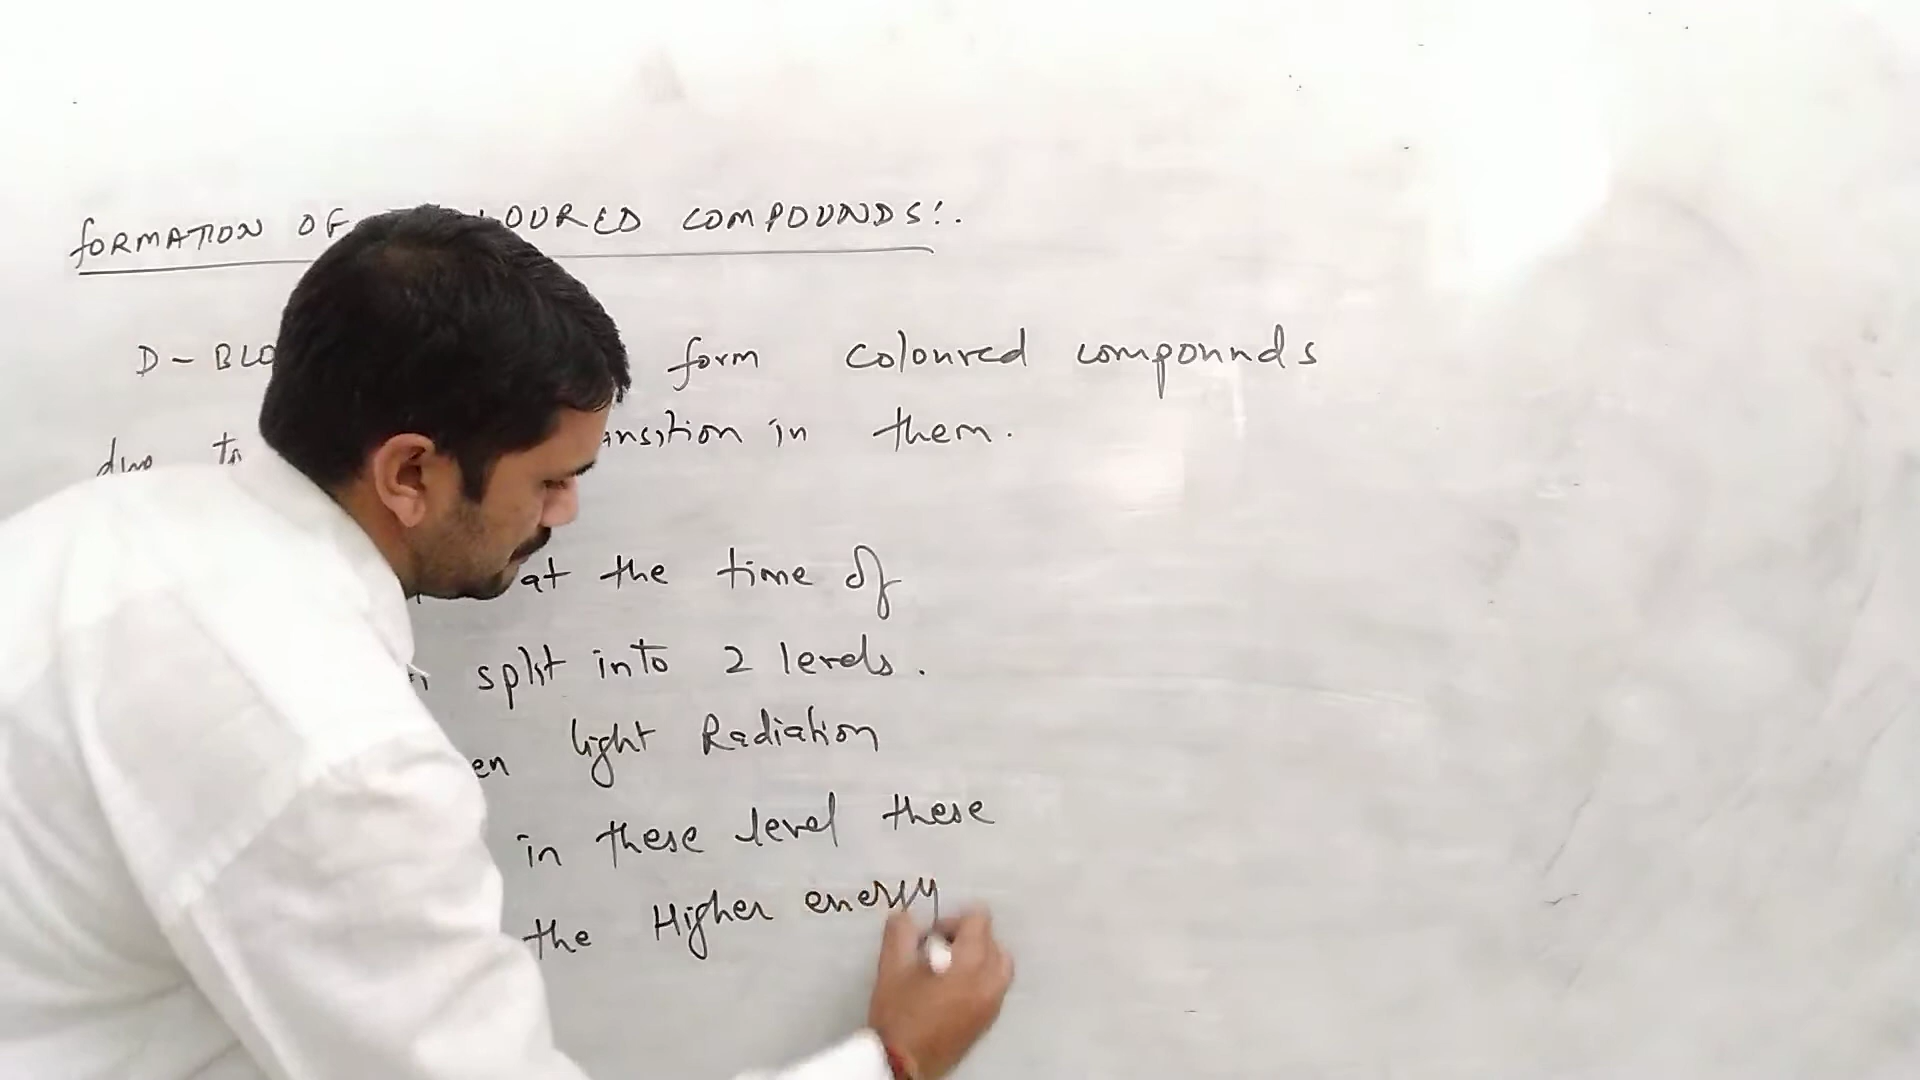 FORMATION OF COLOURED COMPOUNDS:.
D-BLO form coloured compounds
due to ansition in them.
at the time of
split into 2 levels.
en light Radiation
in these level these
the Higher energy